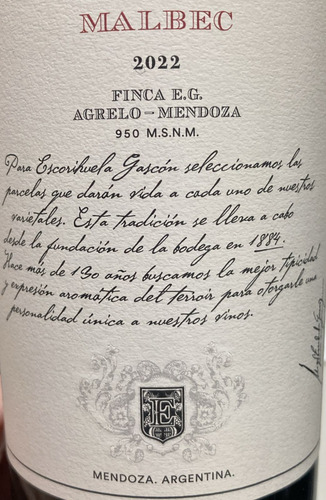 MALBEC
2022
FINCA E.G.
AGRELO - MENDOZA
950 M.S.N.M.
Para Escorihuela Gascón seleccionamos las
parcelas que darán vida a cada uno de nuestros
varietales. Esta tradición se lleva a cabo
desde la fundación de la bodega en 1884.
Hace más de 130 años buscamos la mejor tipicidad
y expresión aromática del terroir para otorgarle una
personalidad única a nuestros vinos.
E
MENDOZA. ARGENTINA.